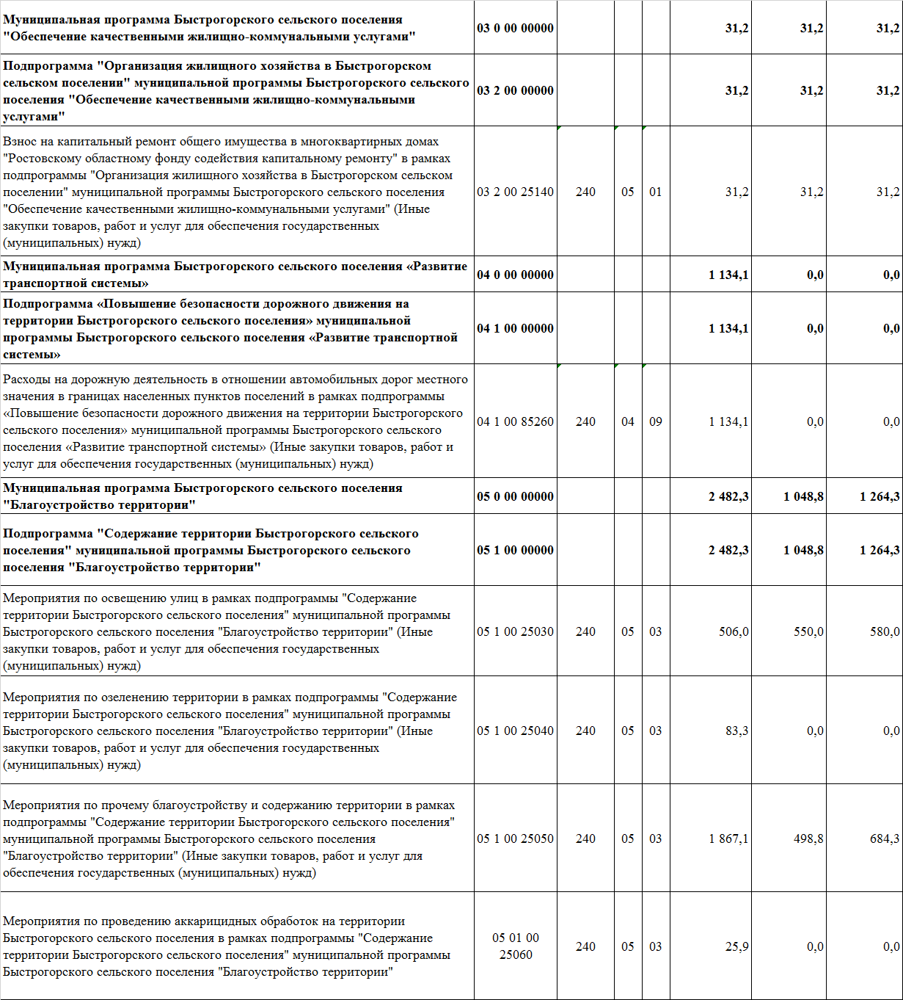 Муниципальная программа Быстрогорского сельского поселения
"Обеспечение качественными жилищно-коммунальными услугами"
03 0 00 00000
31,2
31,2
31,2
Подпрограмма "Организация жилищного хозяйства в Быстрогорском
сельском поселении" муниципальной программы Быстрогорского сельского
поселения "Обеспечение качественными жилищно-коммунальными
услугами"
03 2 00 00000
31,2
31,2
31,2
Взнос на капитальный ремонт общего имущества в многоквартирных домах
"Ростовскому областному фонду содействия капитальному ремонту" в рамках
подпрограммы "Организация жилищного хозяйства в Быстрогорском сельском
поселении" муниципальной программы Быстрогорского сельского поселения
"Обеспечение качественными жилищно-коммунальными услугами" (Иные
закупки товаров, работ и услуг для обеспечения государственных
(муниципальных) нужд)
03 2 00 25140
240
05
01
31,2
31,2
31,2
Муниципальная программа Быстрогорского сельского поселения «Развитие
транспортной системы»
04 0 00 00000
1 134,1
0,0
0,0
Подпрограмма «Повышение безопасности дорожного движения на
территории Быстрогорского сельского поселения» муниципальной
программы Быстрогорского сельского поселения «Развитие транспортной
системы»
04 1 00 00000
1 134,1
0,0
0,0
Расходы на дорожную деятельность в отношении автомобильных дорог местного
значения в границах населенных пунктов поселений в рамках подпрограммы
«Повышение безопасности дорожного движения на территории Быстрогорского
сельского поселения» муниципальной программы Быстрогорского сельского
поселения «Развитие транспортной системы» (Иные закупки товаров, работ и
услуг для обеспечения государственных (муниципальных) нужд)
04 1 00 85260
240
04
09
1 134,1
0,0
0,0
Муниципальная программа Быстрогорского сельского поселения
"Благоустройство территории"
05 0 00 00000
2 482,3
1 048,8
1 264,3
Подпрограмма "Содержание территории Быстрогорского сельского
поселения" муниципальной программы Быстрогорского сельского
поселения "Благоустройство территории"
05 1 00 00000
2 482,3
1 048,8
1 264,3
Мероприятия по освещению улиц в рамках подпрограммы "Содержание
территории Быстрогорского сельского поселения" муниципальной программы
Быстрогорского сельского поселения "Благоустройство территории" (Иные
закупки товаров, работ и услуг для обеспечения государственных
(муниципальных) нужд)
05 1 00 25030
240
05
03
506,0
550,0
580,0
Мероприятия по озеленению территории в рамках подпрограммы "Содержание
территории Быстрогорского сельского поселения" муниципальной программы
Быстрогорского сельского поселения "Благоустройство территории" (Иные
закупки товаров, работ и услуг для обеспечения государственных
(муниципальных) нужд)
05 1 00 25040
240
05
03
83,3
0,0
0,0
Мероприятия по прочему благоустройству и содержанию территории в рамках
подпрограммы "Содержание территории Быстрогорского сельского поселения"
муниципальной программы Быстрогорского сельского поселения
"Благоустройство территории" (Иные закупки товаров, работ и услуг для
обеспечения государственных (муниципальных) нужд)
05 1 00 25050
240
05
03
1 867,1
498,8
684,3
Мероприятия по проведению аккарицидных обработок на территории
Быстрогорского сельского поселения в рамках подпрограммы "Содержание
территории Быстрогорского сельского поселения" муниципальной программы
Быстрогорского сельского поселения "Благоустройство территории"
05 01 00
25060
240
05
03
25,9
0,0
0,0